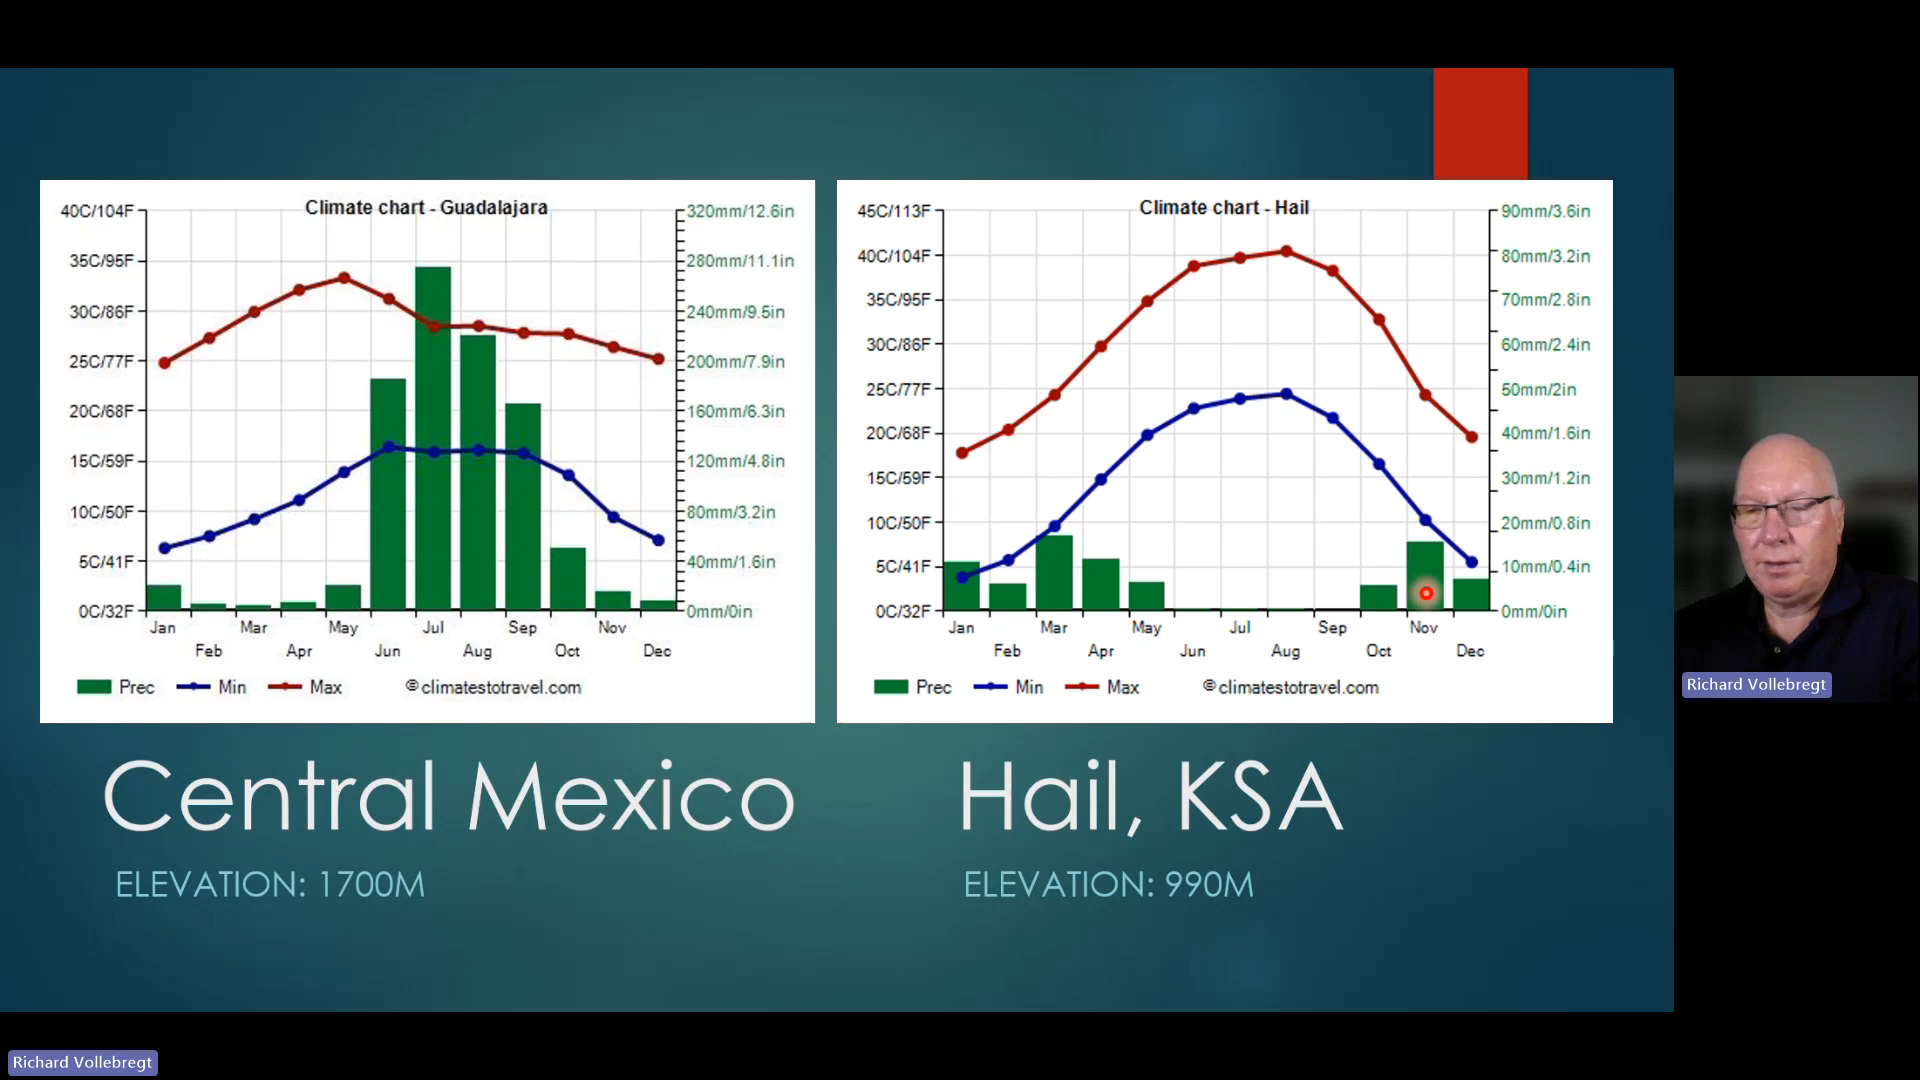 Climate chart - Guadalajara
40C/104F
35C/95F
30C/86F
25C/77F
20C/68F
15C/59F
10C/50F
5C/41F
0C/32F
320mm/12.6in
280mm/11.1in
240mm/9.5in
200mm/7.9in
160mm/6.3in
120mm/4.8in
80mm/3.2in
40mm/1.6in
0mm/0in
Jan Mar May Jul Sep Nov
Feb Apr Jun Aug Oct Dec
Prec Min Max ©climatestotravel.com
Climate chart - Hail
45C/113F
40C/104F
35C/95F
30C/86F
25C/77F
20C/68F
15C/59F
10C/50F
5C/41F
0C/32F
90mm/3.6in
80mm/3.2in
70mm/2.8in
60mm/2.4in
50mm/2in
40mm/1.6in
30mm/1.2in
20mm/0.8in
10mm/0.4in
0mm/0in
Jan Mar May Jul Sep Nov
Feb Apr Jun Aug Oct Dec
Prec Min Max ©climatestotravel.com
Central Mexico
ELEVATION: 1700M
Hail, KSA
ELEVATION: 990M
Richard Vollebregt
Richard Vollebregt